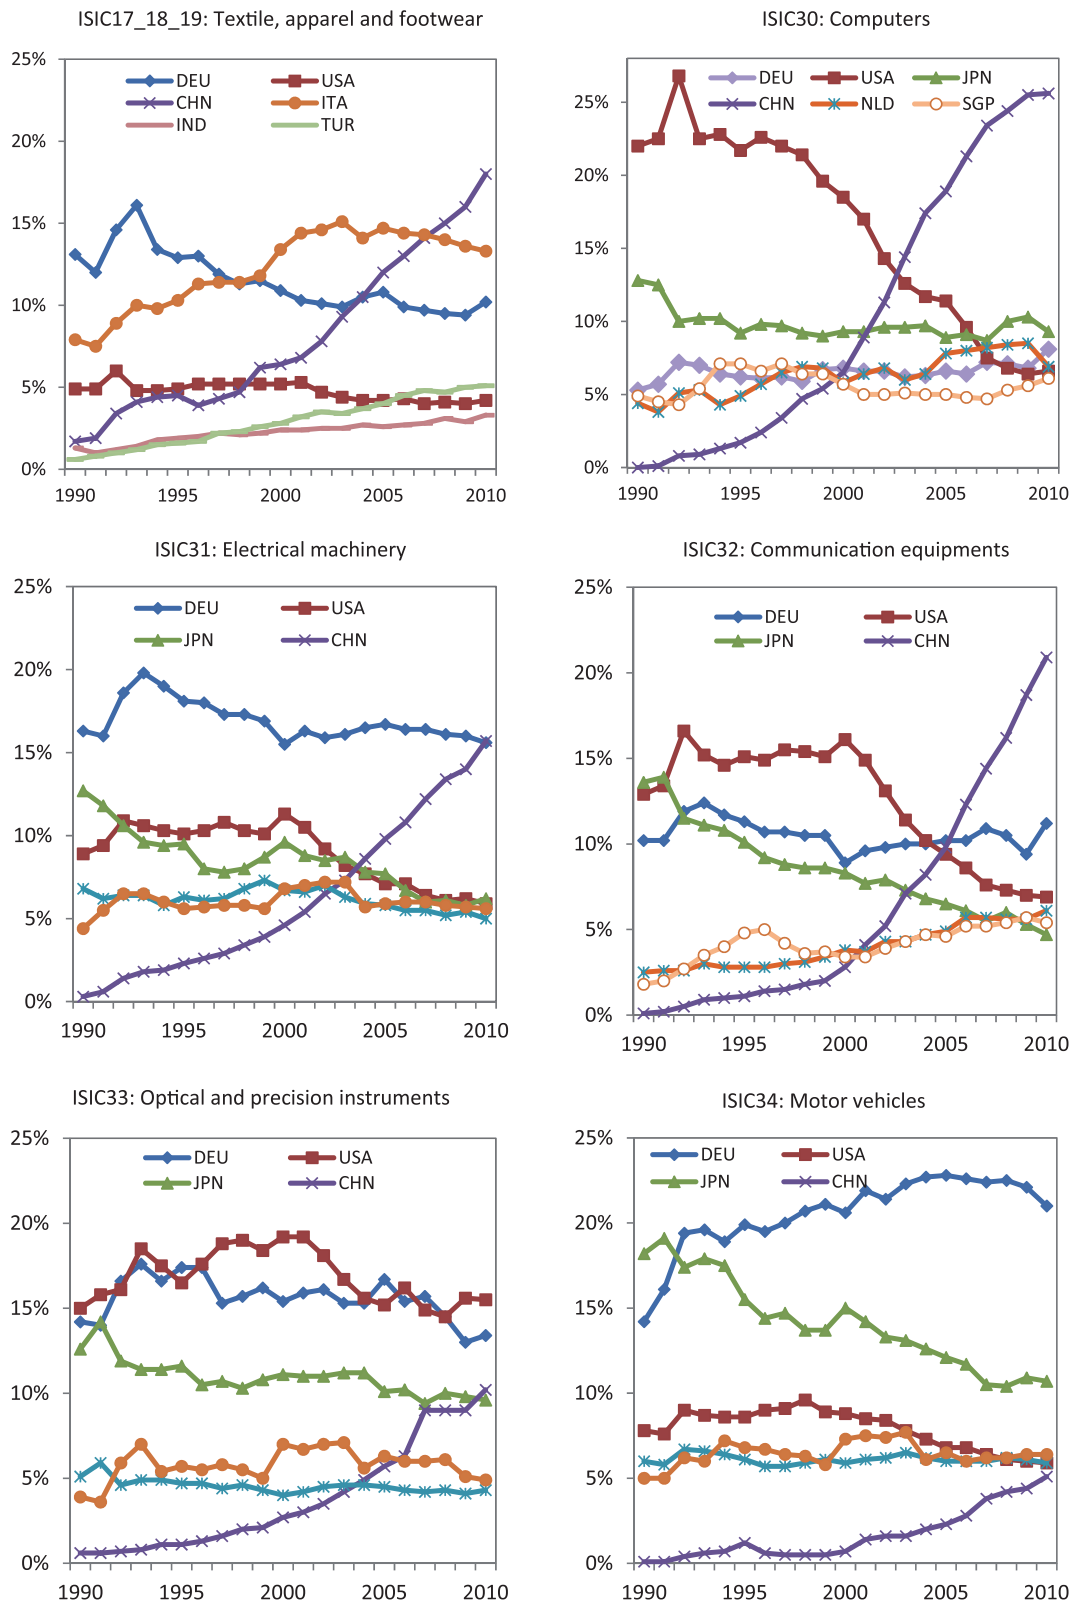 ISIC17_18_19: Textile, apparel and footwear
25%
20%
15%
10%
5%
0%
DEU USA
CHN ITA
IND TUR
1990 1995 2000 2005 2010
ISIC30: Computers
25%
20%
15%
10%
5%
0%
DEU USA JPN
CHN NLD SGP
1990 1995 2000 2005 2010
ISIC31: Electrical machinery
25%
20%
15%
10%
5%
0%
DEU USA
JPN CHN
1990 1995 2000 2005 2010
ISIC32: Communication equipments
25%
20%
15%
10%
5%
0%
DEU USA
JPN CHN
1990 1995 2000 2005 2010
ISIC33: Optical and precision instruments
25%
20%
15%
10%
5%
0%
DEU USA
JPN CHN
1990 1995 2000 2005 2010
ISIC34: Motor vehicles
25%
20%
15%
10%
5%
0%
DEU USA
JPN CHN
1990 1995 2000 2005 2010